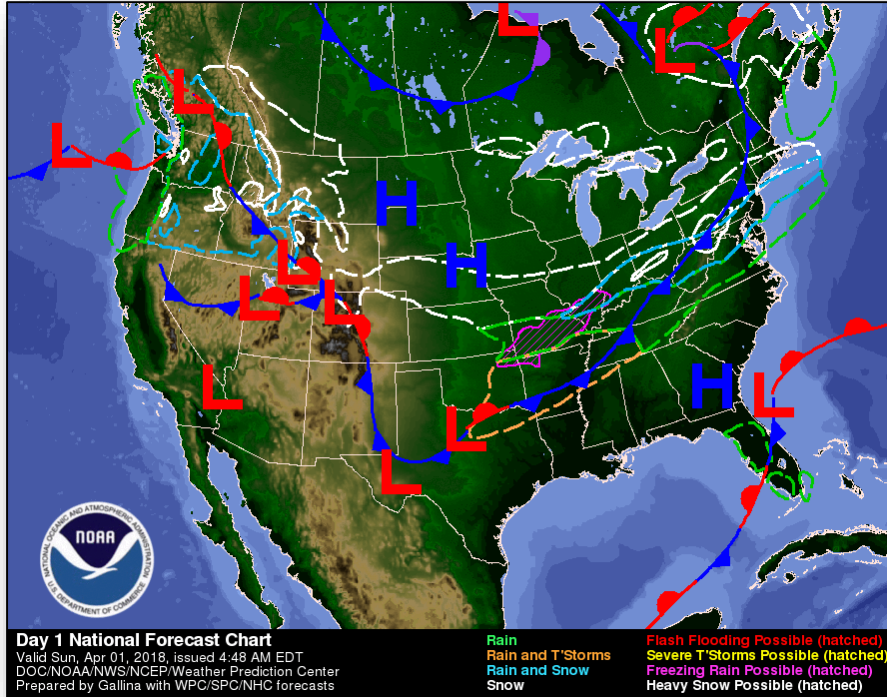 L
L
L
L
H
H
L
L
L
L
H
L
L
L
NATIONAL OCEANIC AND ATMOSPHERIC ADMINISTRATION
NOAA
U.S. DEPARTMENT OF COMMERCE
Day 1 National Forecast Chart
Valid Sun, Apr 01, 2018, issued 4:48 AM EDT
DOC/NOAA/NWS/NCEP/Weather Prediction Center
Prepared by Gallina with WPC/SPC/NHC forecasts
Rain
Rain and T'Storms
Rain and Snow
Snow
Flash Flooding Possible (hatched)
Severe T'Storms Possible (hatched)
Freezing Rain Possible (hatched)
Heavy Snow Possible (hatched)